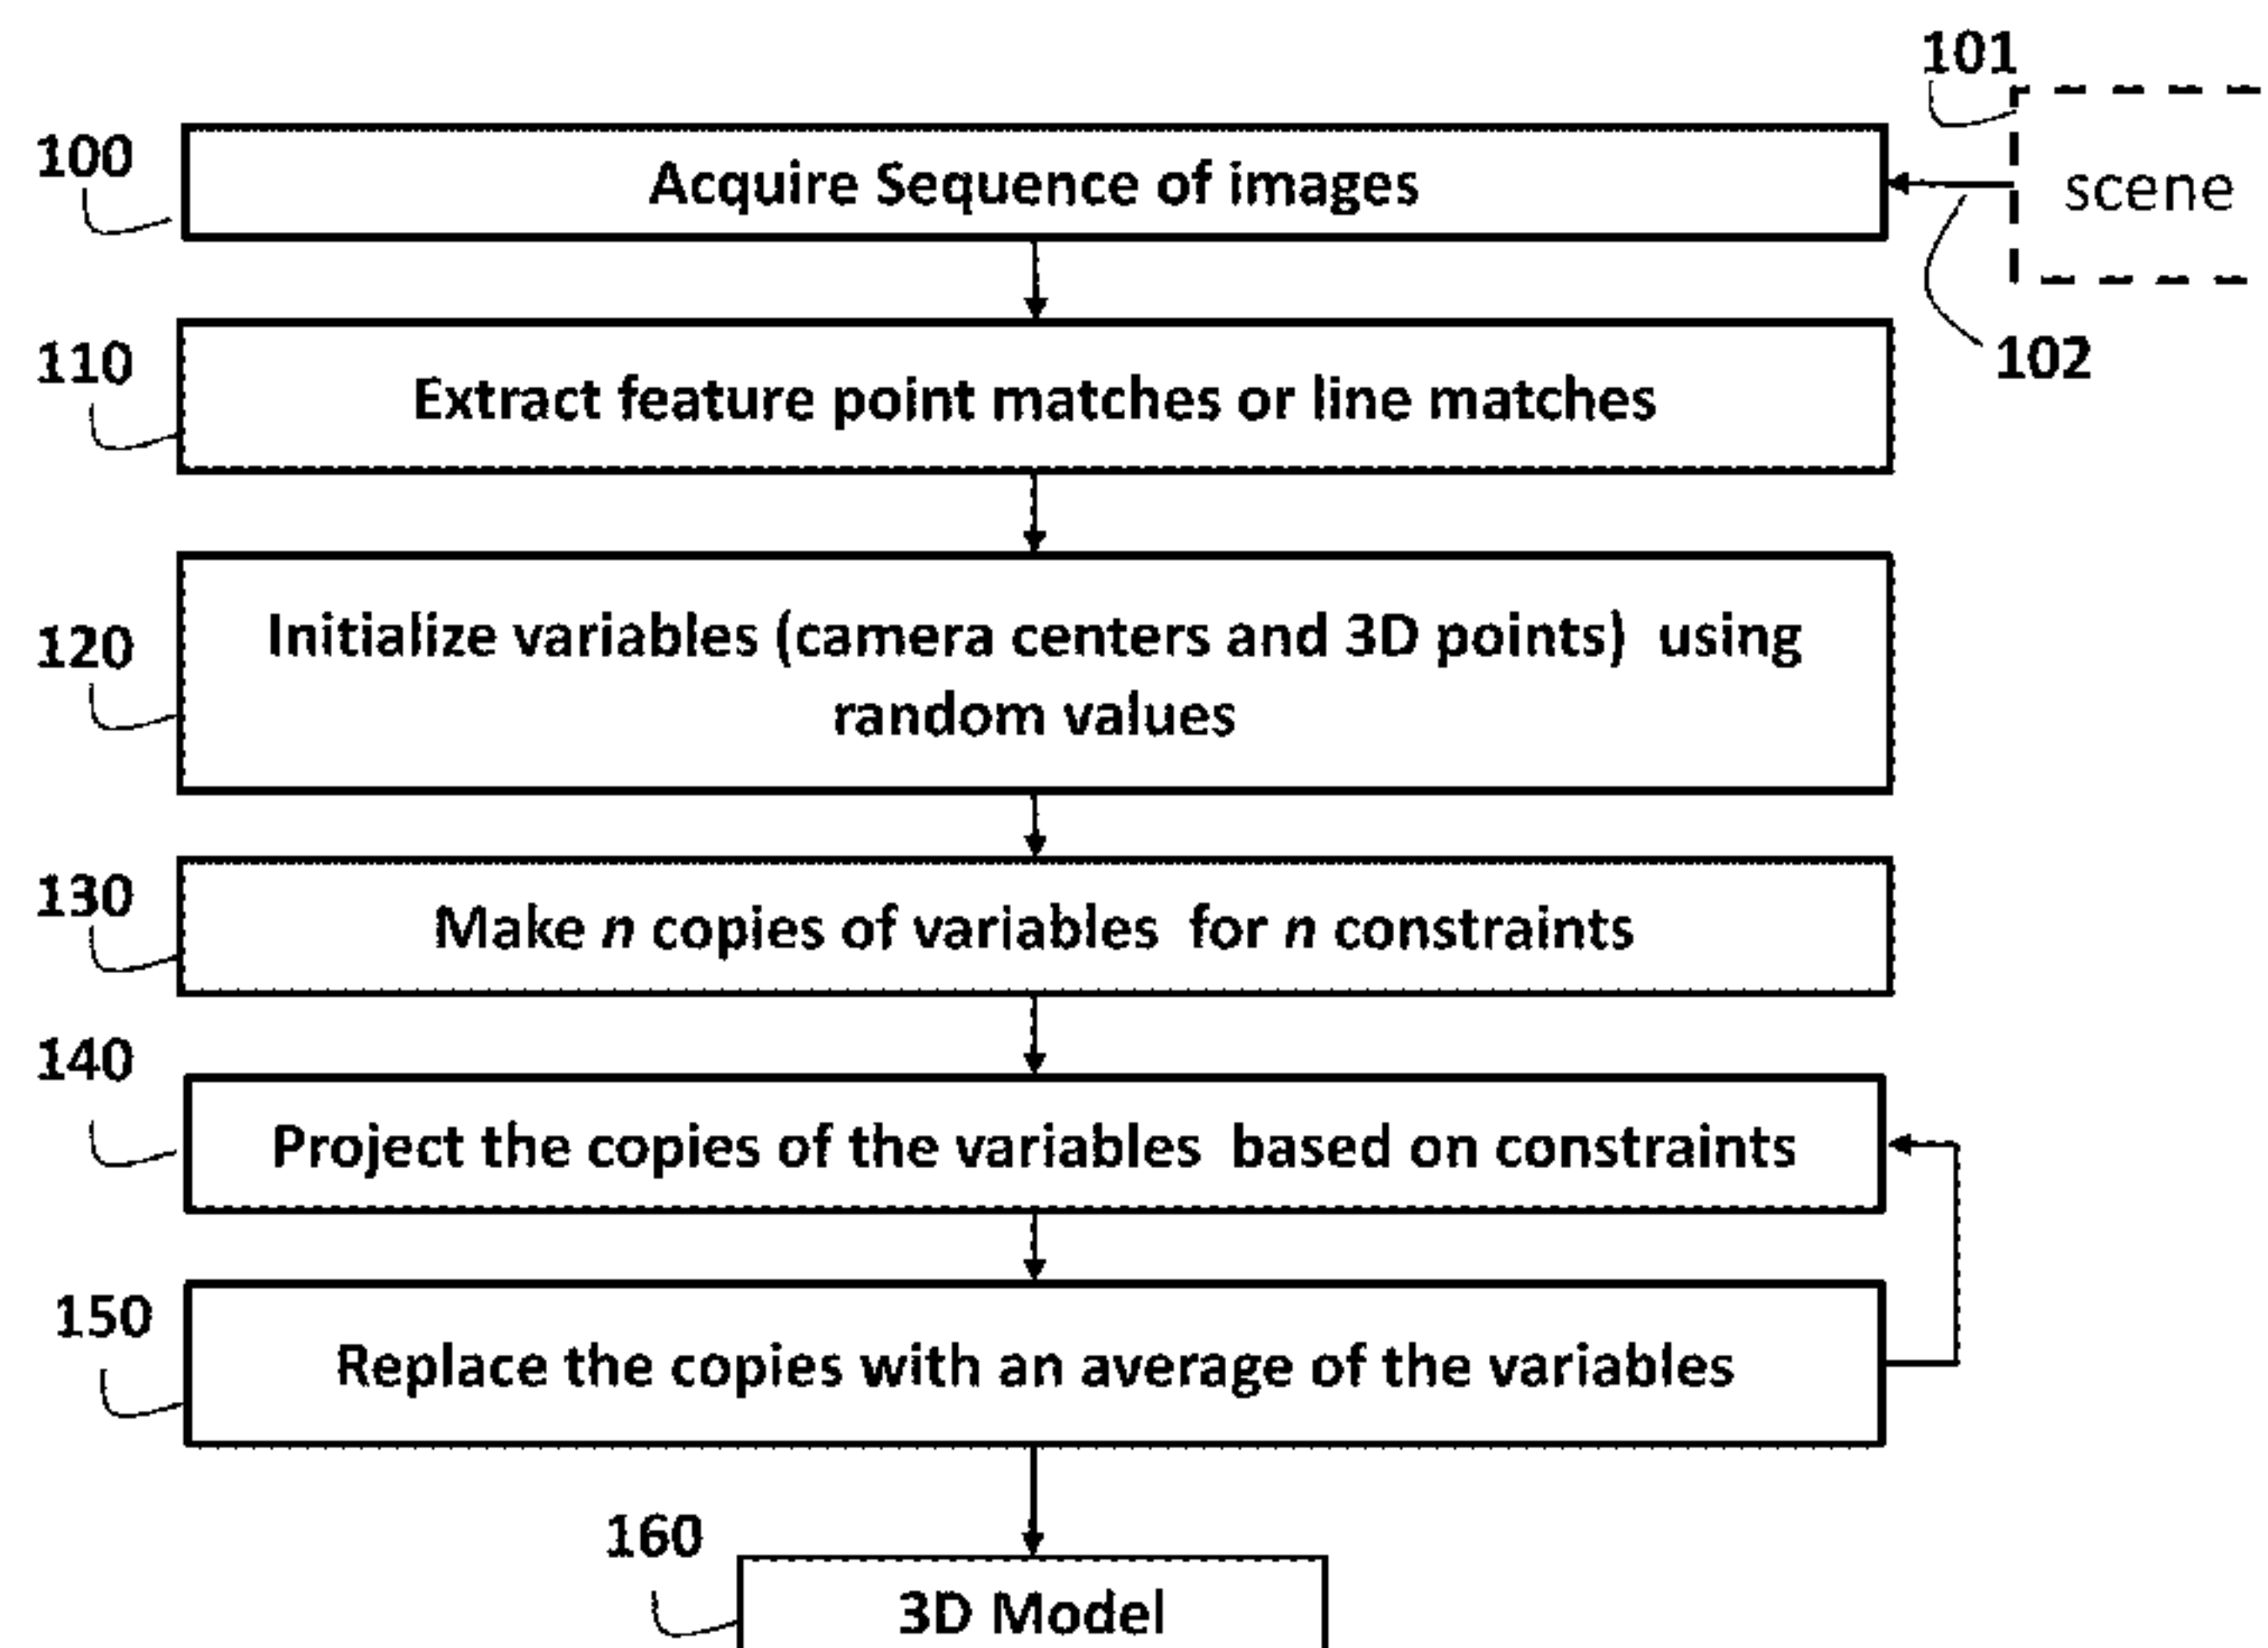 101
100
Acquire Sequence of images
scene
102
110
Extract feature point matches or line matches
120
Initialize variables (camera centers and 3D points) using
random values
130
Make n copies of variables for n constraints
140
Project the copies of the variables based on constraints
150
Replace the copies with an average of the variables
160
3D Model